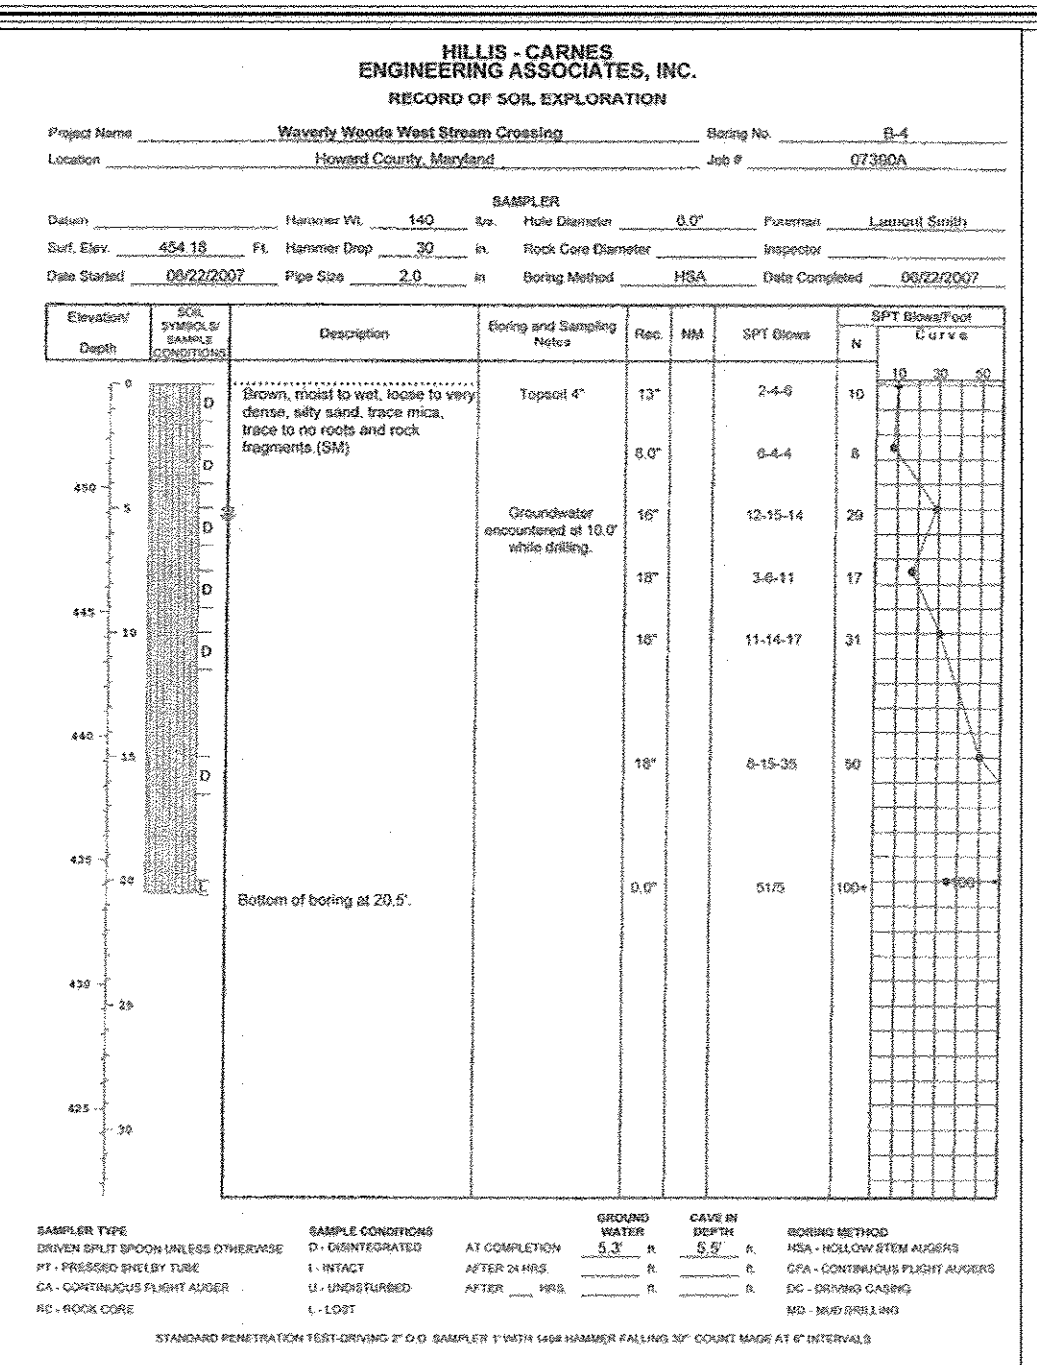 HILLIS - CARNES
ENGINEERING ASSOCIATES, INC.
RECORD OF SOIL EXPLORATION
Project Name Waverly Woods West Stream Crossing Boring No. B-4
Location Howard County, Maryland Job # 07390A
SAMPLER
Datum Hammer Wt. 140 lbs. Hole Diameter 0.0" Foreman Lamont Smith
Surf. Elev. 454.18 Ft. Hammer Drop 30 in. Rock Core Diameter Inspector
Date Started 06/22/2007 Pipe Size 2.0 in Boring Method HSA Date Completed 06/22/2007
Elevation/ Depth
SOIL SYMBOLS/ SAMPLE CONDITIONS
Description
Boring and Sampling Notes
Rec. NM SPT Blows N
SPT Blows/Foot
Curve
10 30 50
0 D Brown, moist to wet, loose to very Topsoil 4" 13" 2-4-6 10
dense, silty sand, trace mica,
trace to no roots and rock
fragments.(SM)
D 8.0" 6-4-4 8
450
5 D Groundwater 16" 12-15-14 29
encountered at 10.0'
while drilling.
D 18" 3-6-11 17
445
10 D 18" 11-14-17 31
440
15 D 18" 8-15-35 50
435
20 L 0.0" 51/5 100+ 100
Bottom of boring at 20.5'.
430
25
425
30
SAMPLER TYPE SAMPLE CONDITIONS GROUND WATER CAVE IN DEPTH BORING METHOD
DRIVEN SPLIT SPOON UNLESS OTHERWISE D - DISINTEGRATED AT COMPLETION 5.3' ft. 5.5' ft. HSA - HOLLOW STEM AUGERS
PT - PRESSED SHELBY TUBE I - INTACT AFTER 24 HRS. ft. ft. CFA - CONTINUOUS FLIGHT AUGERS
CA - CONTINUOUS FLIGHT AUGER U - UNDISTURBED AFTER HRS. ft. ft. DC - DRIVING CASING
RC - ROCK CORE L - LOST MD - MUD DRILLING
STANDARD PENETRATION TEST-DRIVING 2" O.D. SAMPLER 1' WITH 140# HAMMER FALLING 30" COUNT MADE AT 6" INTERVALS